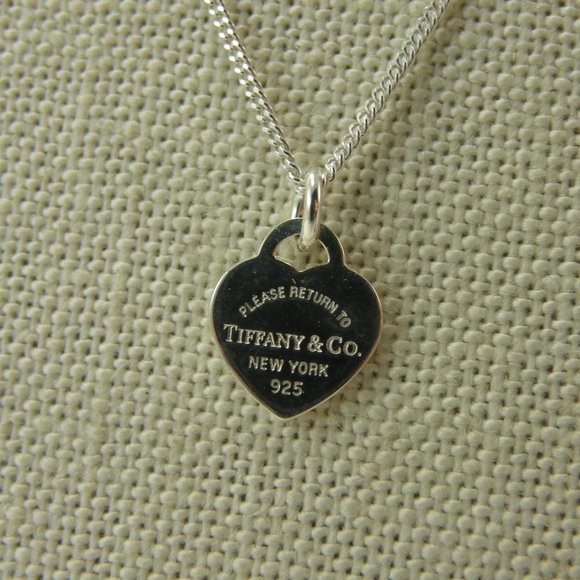 PLEASE RETURN TO
TIFFANY & CO.
NEW YORK
925